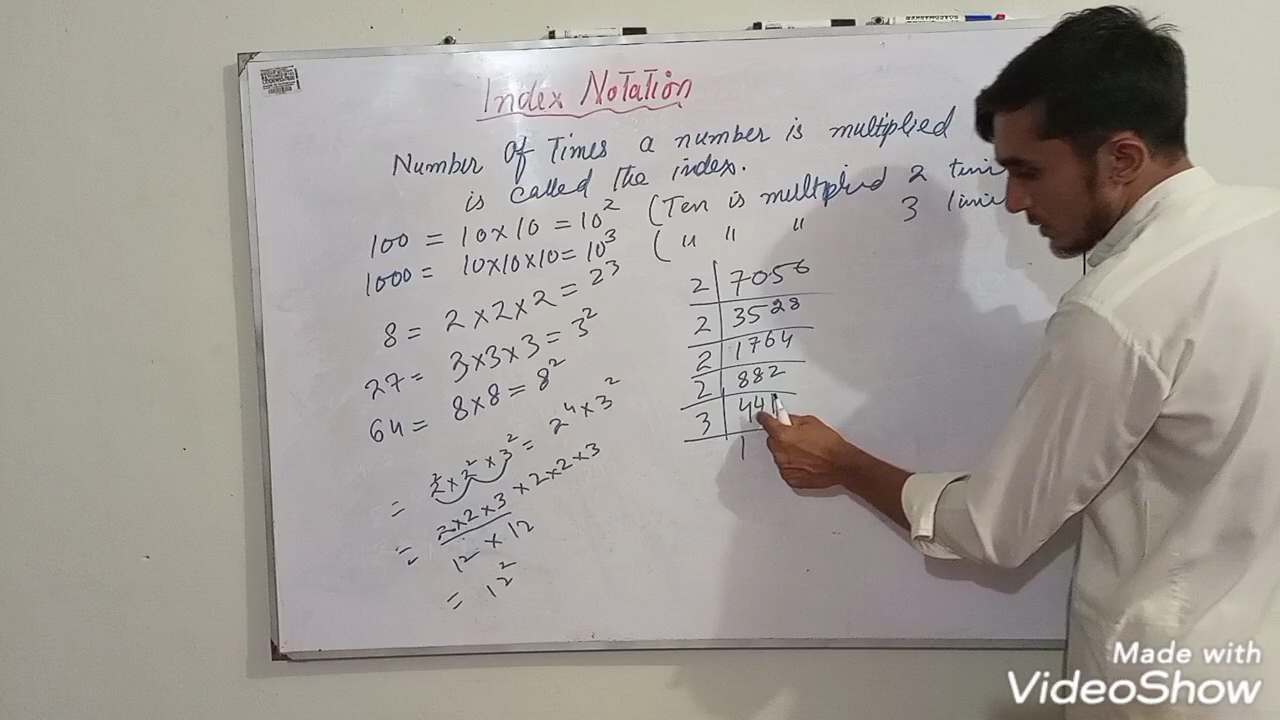 Index Notation
Number Of Times a number is multiplied
is called the index.
100 = 10 × 10 = 10² (Ten is multiplied 2
1000 = 10×10×10 = 10³ ( " " " 3
8 = 2 × 2 × 2 = 2³
27 = 3×3×3 = 3²
64 = 8×8 = 8²
= 2² × 2² × 3² = 2⁴ × 3²
= 2×2×3 × 2×2×3
12 × 12
= 12²
2 | 7056
2 | 3528
2 | 1764
2 | 882
3 | 441
1
Made with
VideoShow